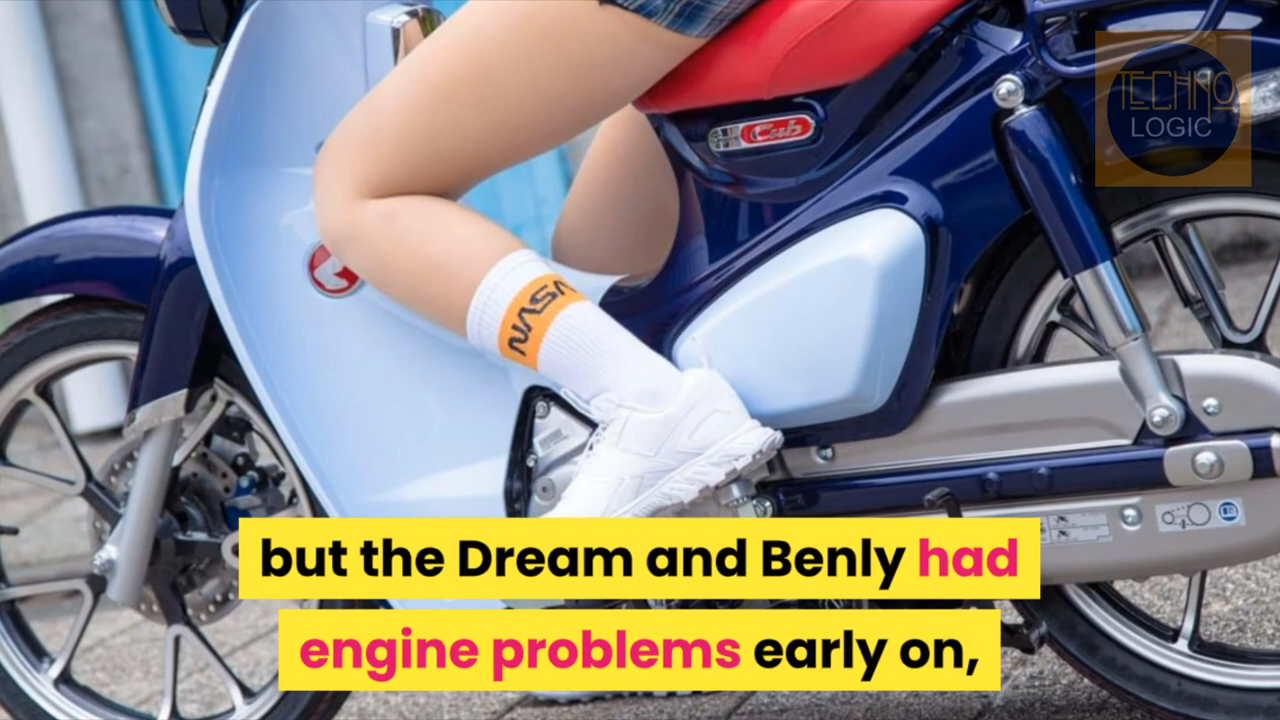 TECHNO
LOGIC
Cub
NASA
but the Dream and Benly had
engine problems early on,